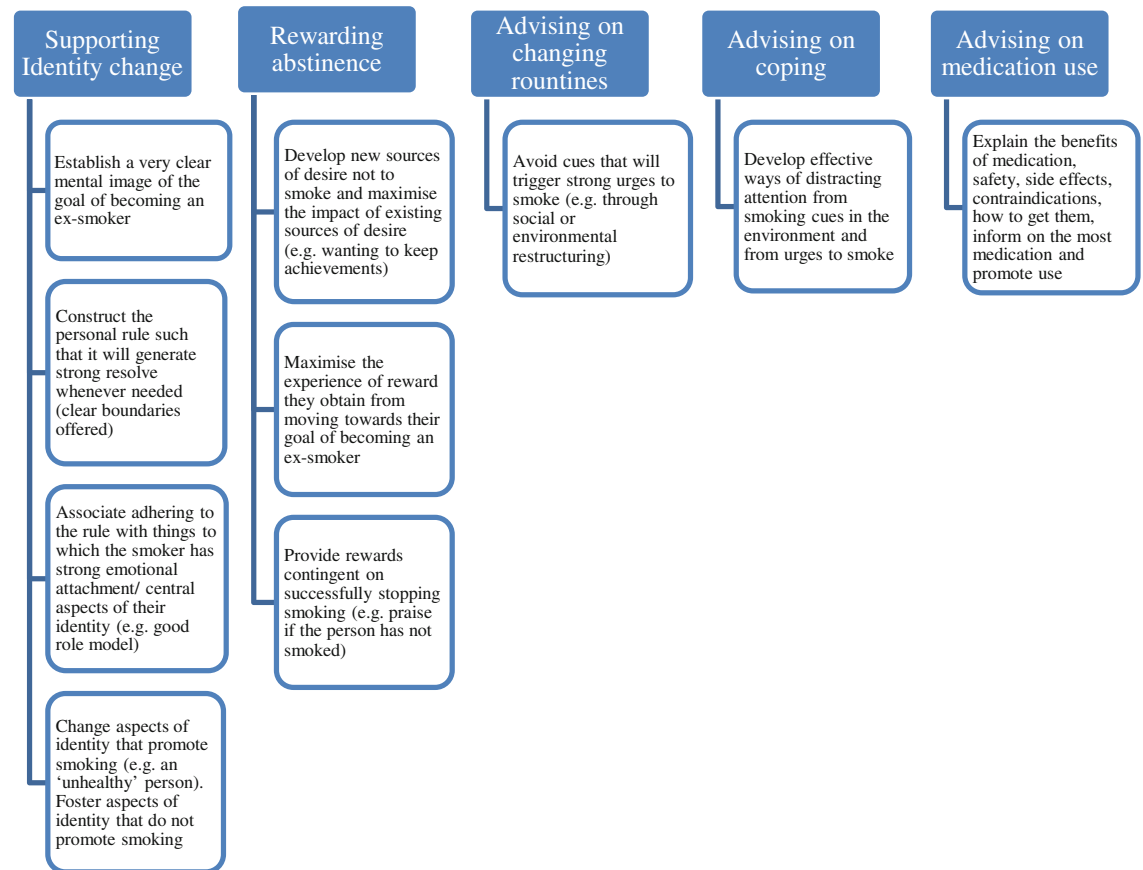 Supporting
Identity change
Establish a very clear
mental image of the
goal of becoming an
ex-smoker
Construct the
personal rule such
that it will generate
strong resolve
whenever needed
(clear boundaries
offered)
Associate adhering to
the rule with things to
which the smoker has
strong emotional
attachment/ central
aspects of their
identity (e.g. good
role model)
Change aspects of
identity that promote
smoking (e.g. an
‘unhealthy’ person).
Foster aspects of
identity that do not
promote smoking
Rewarding
abstinence
Develop new sources
of desire not to
smoke and maximise
the impact of existing
sources of desire
(e.g. wanting to keep
achievements)
Maximise the
experience of reward
they obtain from
moving towards their
goal of becoming an
ex-smoker
Provide rewards
contingent on
successfully stopping
smoking (e.g. praise
if the person has not
smoked)
Advising on
changing
rountines
Avoid cues that will
trigger strong urges to
smoke (e.g. through
social or
environmental
restructuring)
Advising on
coping
Develop effective
ways of distracting
attention from
smoking cues in the
environment and
from urges to smoke
Advising on
medication use
Explain the benefits
of medication,
safety, side effects,
contraindications,
how to get them,
inform on the most
medication and
promote use